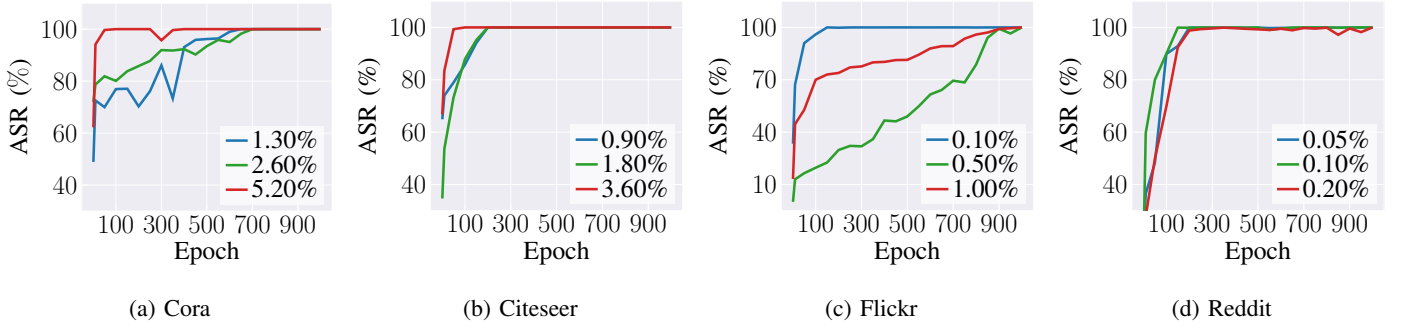 ASR (%)
100
80
60
40
1.30%
2.60%
5.20%
100 300 500 700 900
Epoch
(a) Cora
ASR (%)
100
80
60
40
0.90%
1.80%
3.60%
100 300 500 700 900
Epoch
(b) Citeseer
ASR (%)
100
70
40
10
0.10%
0.50%
1.00%
100 300 500 700 900
Epoch
(c) Flickr
ASR (%)
100
80
60
40
0.05%
0.10%
0.20%
100 300 500 700 900
Epoch
(d) Reddit